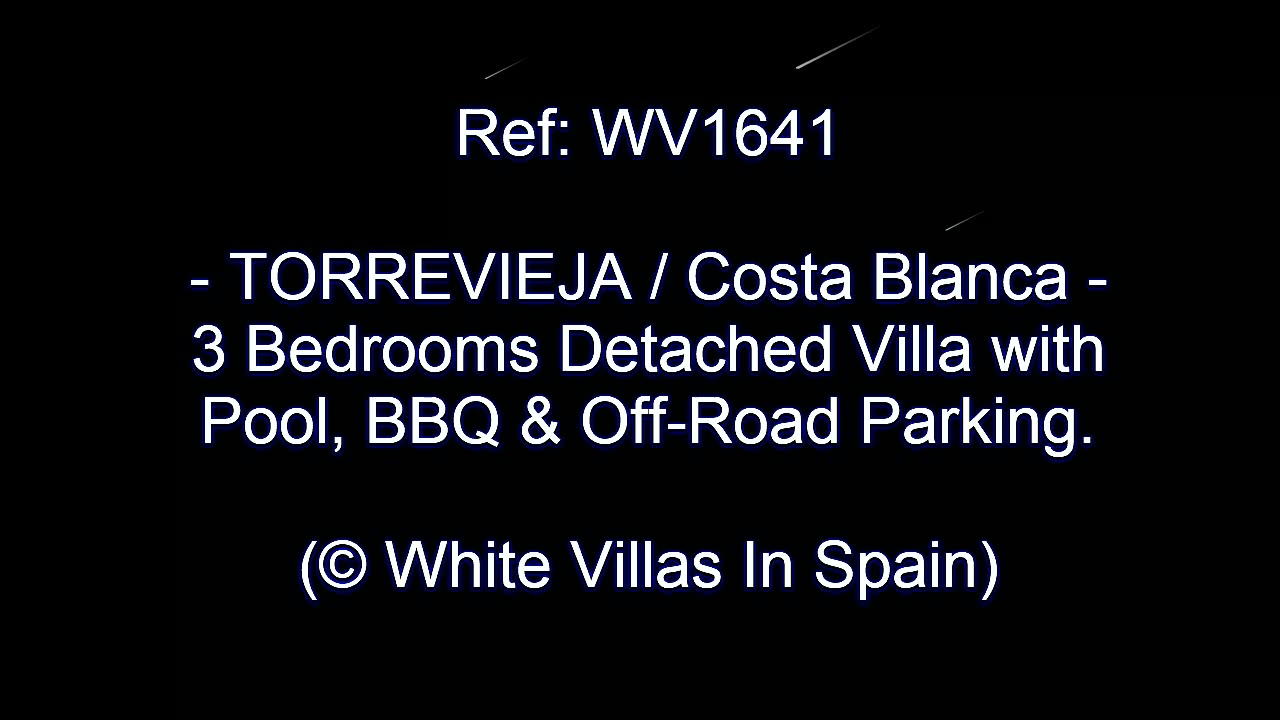 Ref: WV1641
- TORREVIEJA / Costa Blanca -
3 Bedrooms Detached Villa with
Pool, BBQ & Off-Road Parking.
(© White Villas In Spain)